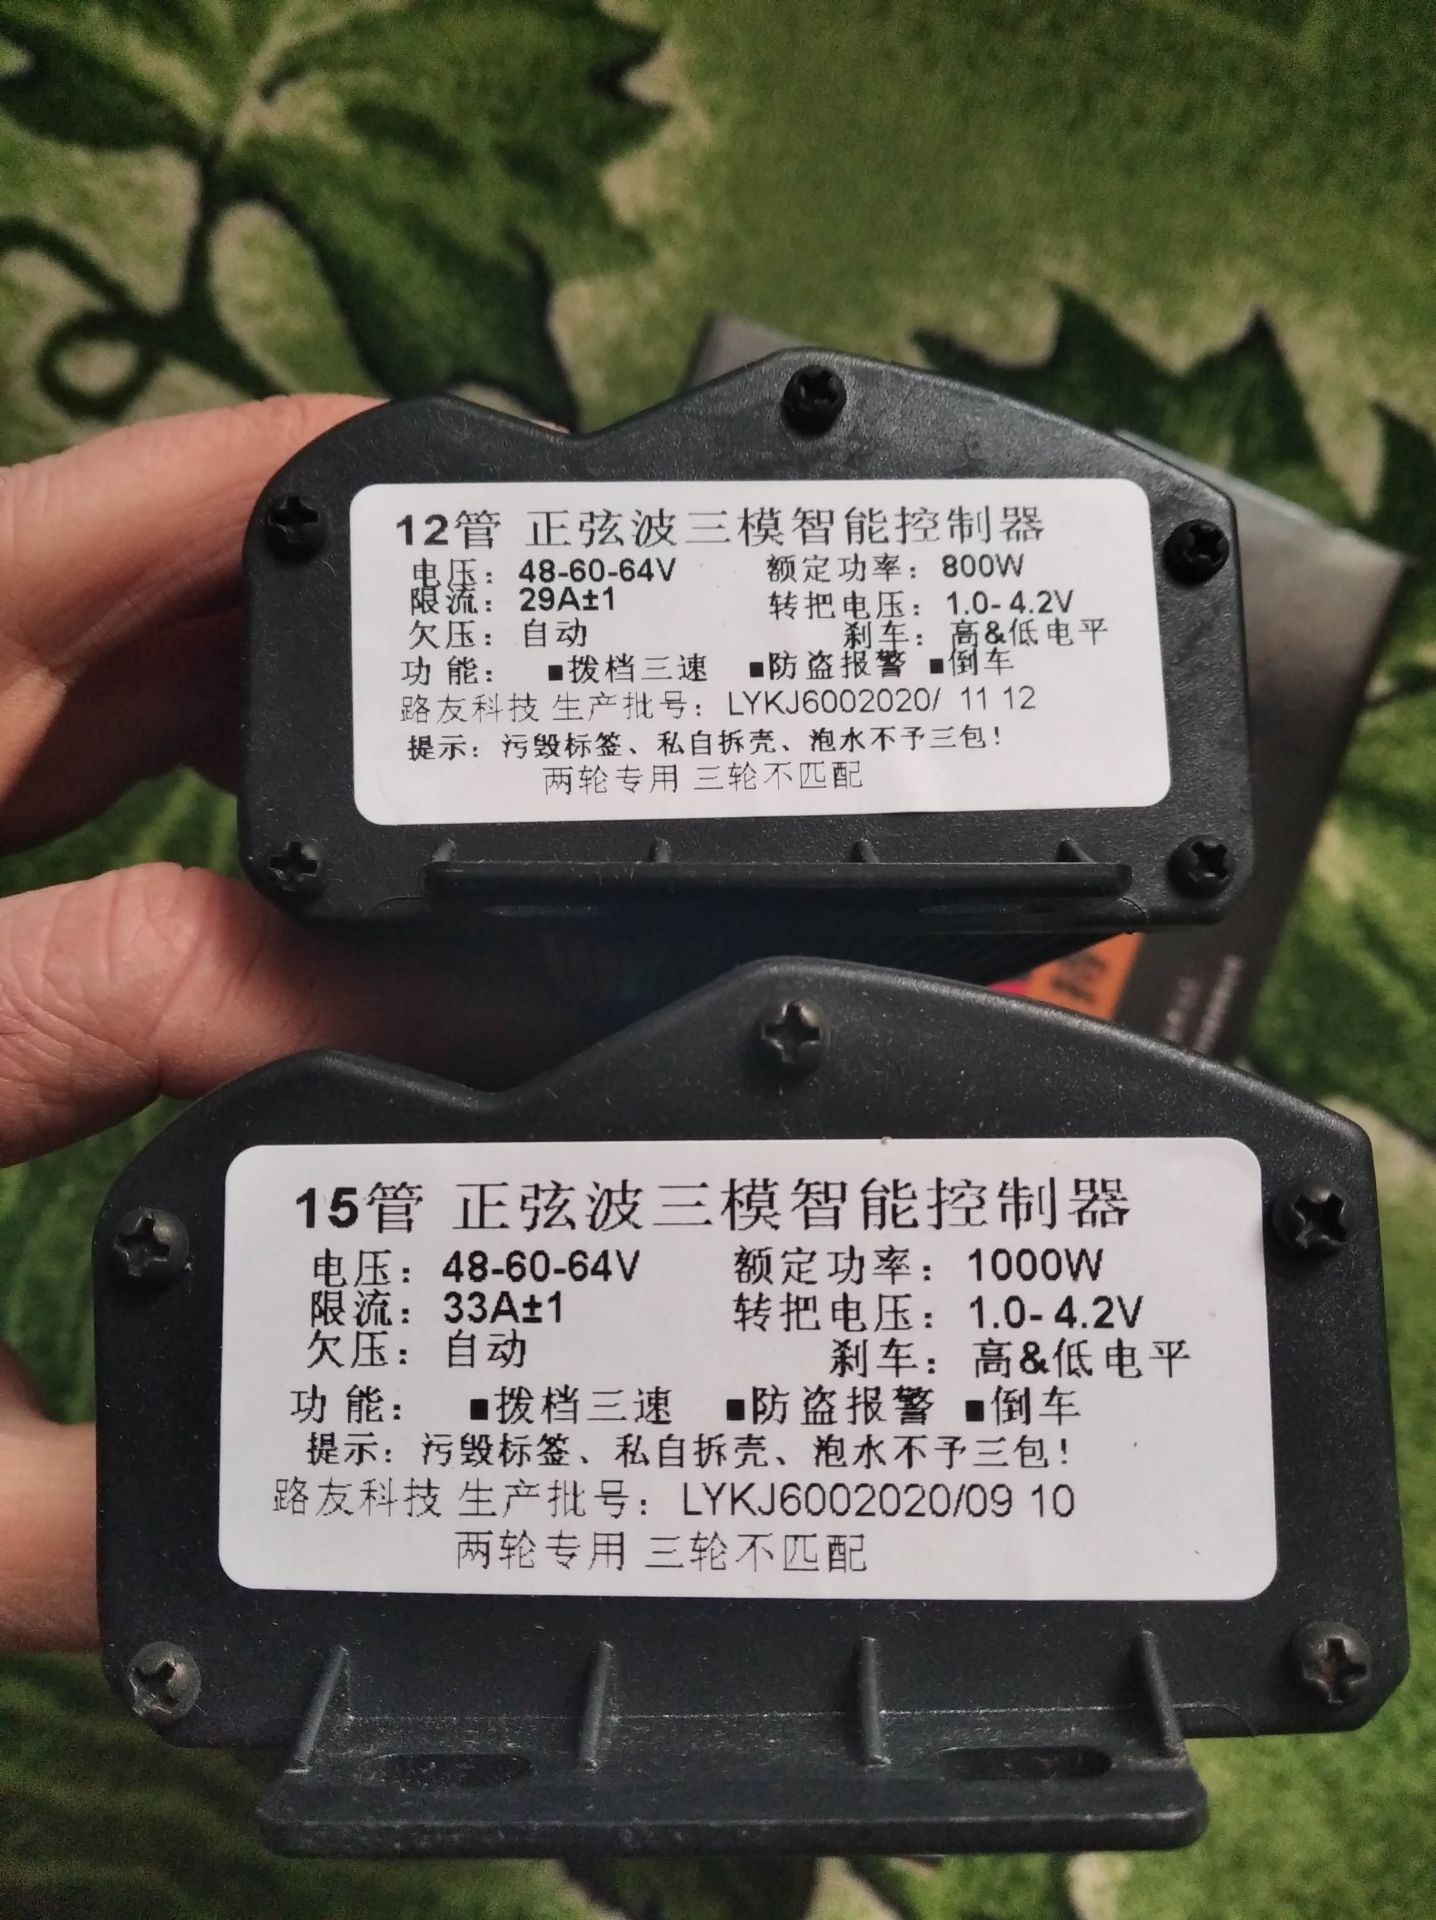 12管 正弦波三模智能控制器
电压：48-60-64V 额定功率：800W
限流：29A±1 转把电压：1.0-4.2V
欠压：自动 刹车：高&低电平
功能：■拨档三速 ■防盗报警 ■倒车
路友科技 生产批号：LYKJ6002020/ 11 12
提示：污毁标签、私自拆壳、泡水不予三包！
两轮专用 三轮不匹配
15管 正弦波三模智能控制器
电压：48-60-64V 额定功率：1000W
限流：33A±1 转把电压：1.0-4.2V
欠压：自动 刹车：高&低电平
功能：■拨档三速 ■防盗报警 ■倒车
提示：污毁标签、私自拆壳、泡水不予三包！
路友科技 生产批号：LYKJ6002020/09 10
两轮专用 三轮不匹配